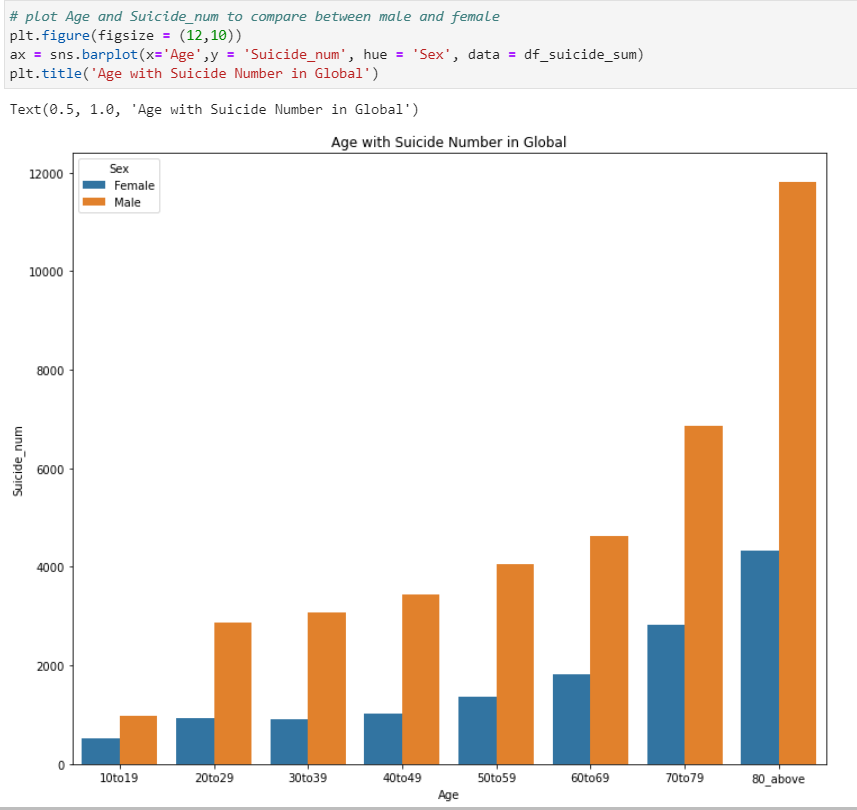 # plot Age and Suicide_num to compare between male and female
plt.figure(figsize = (12,10))
ax = sns.barplot(x='Age',y = 'Suicide_num', hue = 'Sex', data = df_suicide_sum)
plt.title('Age with Suicide Number in Global')
Text(0.5, 1.0, 'Age with Suicide Number in Global')
Age with Suicide Number in Global
Sex
Female
Male
12000
10000
8000
6000
4000
2000
0
Suicide_num
10to19 20to29 30to39 40to49 50to59 60to69 70to79 80_above
Age